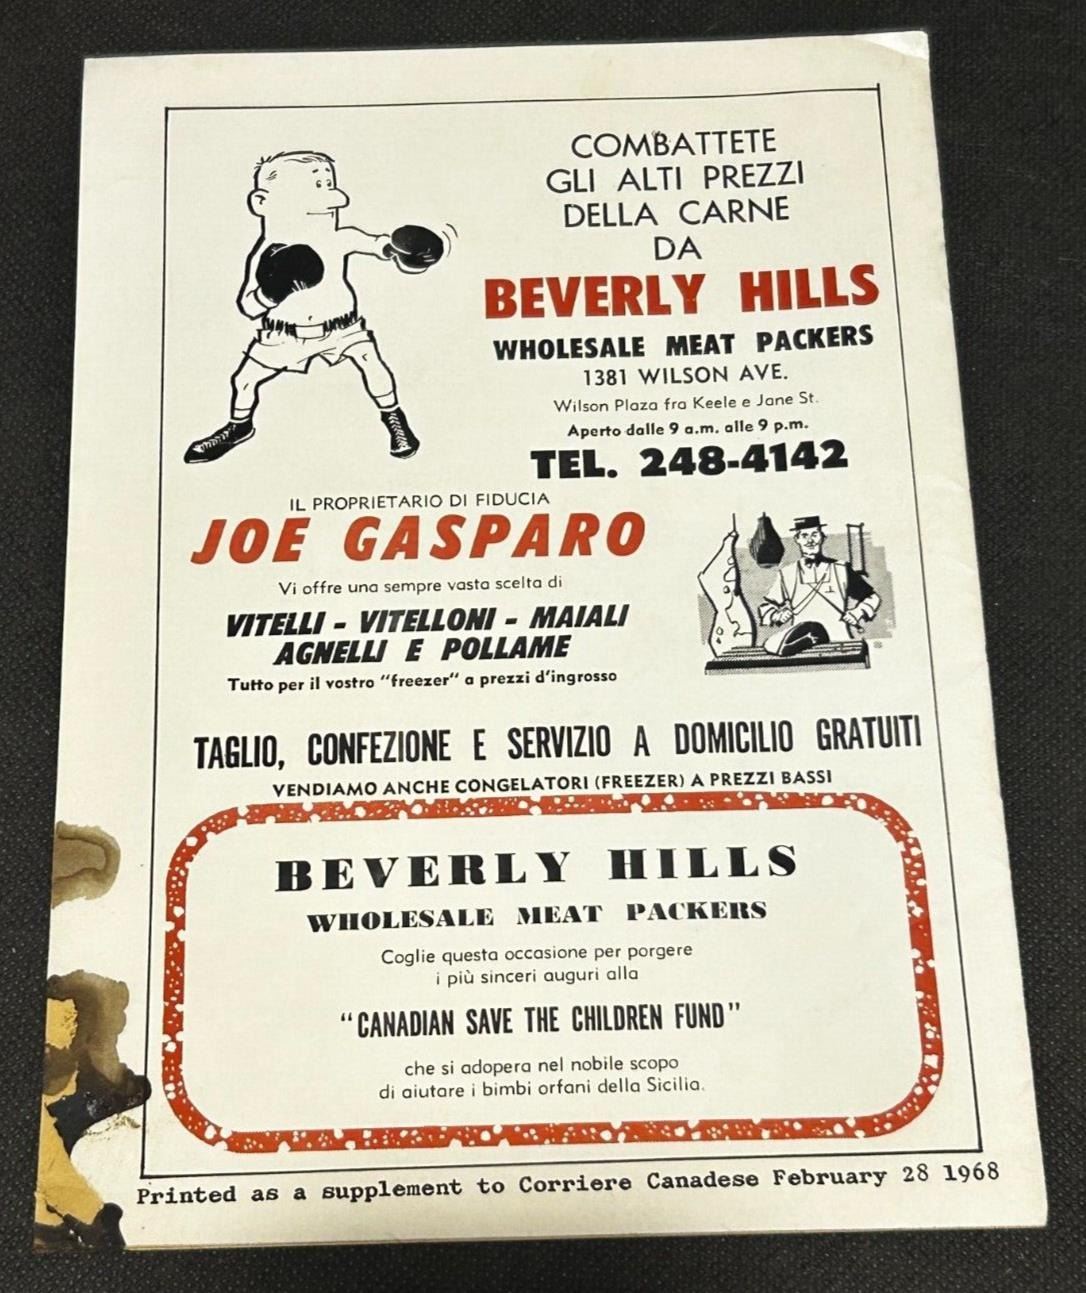 COMBATTETE
GLI ALTI PREZZI
DELLA CARNE
DA
BEVERLY HILLS
WHOLESALE MEAT PACKERS
1381 WILSON AVE.
Wilson Plaza fra Keele e Jane St.
Aperto dalle 9 a.m. alle 9 p.m.
TEL. 248-4142
IL PROPRIETARIO DI FIDUCIA
JOE GASPARO
Vi offre una sempre vasta scelta di
VITELLI - VITELLONI - MAIALI
AGNELLI E POLLAME
Tutto per il vostro "freezer" a prezzi d'ingrosso
TAGLIO, CONFEZIONE E SERVIZIO A DOMICILIO GRATUITI
VENDIAMO ANCHE CONGELATORI (FREEZER) A PREZZI BASSI
BEVERLY HILLS
WHOLESALE MEAT PACKERS
Coglie questa occasione per porgere
i più sinceri auguri alla
"CANADIAN SAVE THE CHILDREN FUND"
che si adopera nel nobile scopo
di aiutare i bimbi orfani della Sicilia.
Printed as a supplement to Corriere Canadese February 28 1968